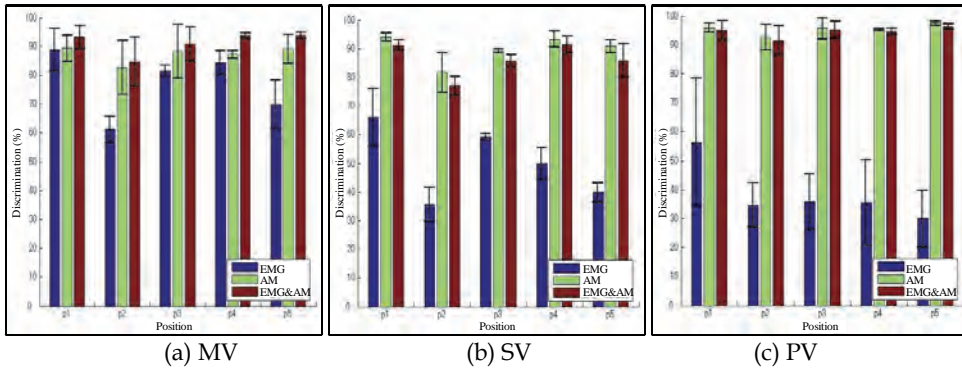 100
90
80
70
60
50
40
30
20
10
0
Discrimination (%)
p1 p2 p3 p4 p5
Position
EMG
AM
EMG&AM
(a) MV
100
90
80
70
60
50
40
30
20
10
0
Discrimination (%)
p1 p2 p3 p4 p5
Position
EMG
AM
EMG&AM
(b) SV
100
90
80
70
60
50
40
30
20
10
0
Discrimination (%)
p1 p2 p3 p4 p5
Position
EMG
AM
EMG&AM
(c) PV